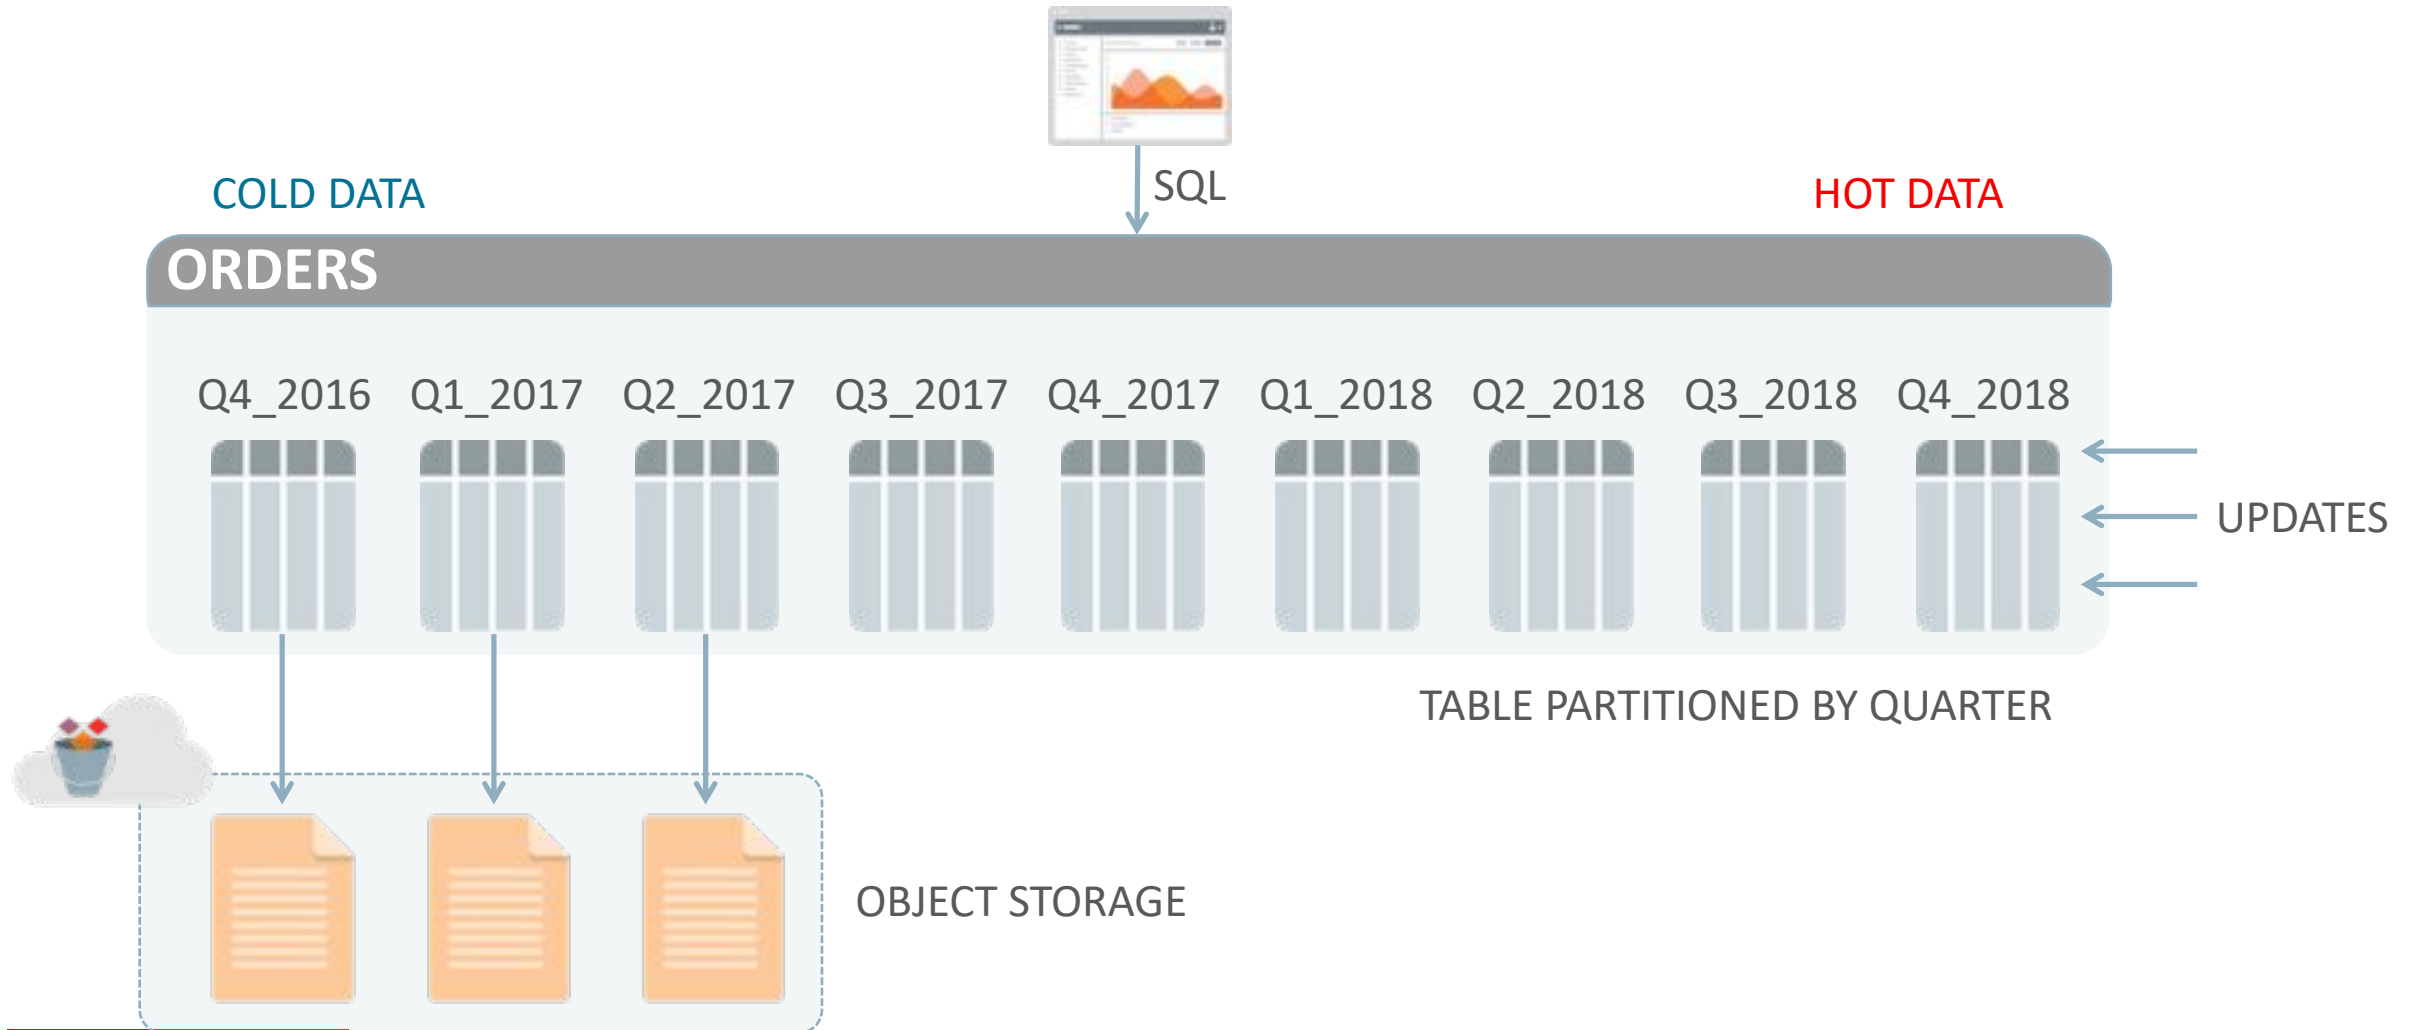 SQL
COLD DATA
HOT DATA
ORDERS
Q4_2016 Q1_2017 Q2_2017 Q3_2017 Q4_2017 Q1_2018 Q2_2018 Q3_2018 Q4_2018
UPDATES
TABLE PARTITIONED BY QUARTER
OBJECT STORAGE